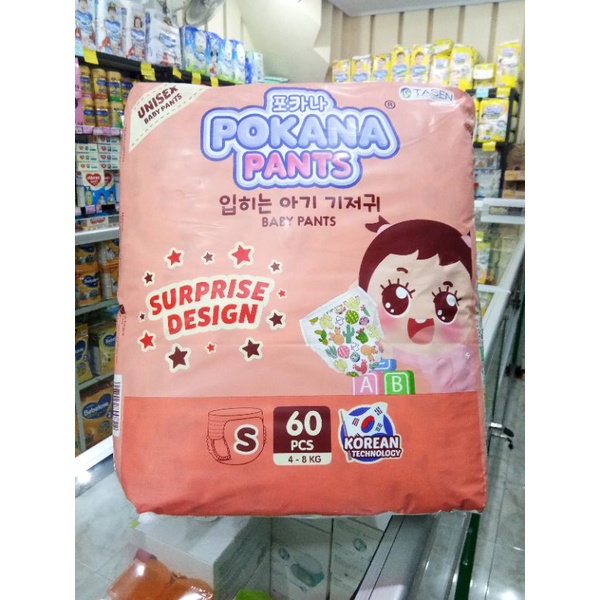 UNISEX
BABY PANTS
포카나
®
TASEN
POKANA
PANTS
입히는 아기 기저귀
BABY PANTS
SURPRISE
DESIGN
A
B
S
60
PCS
4 - 8 KG
KOREAN
TECHNOLOGY